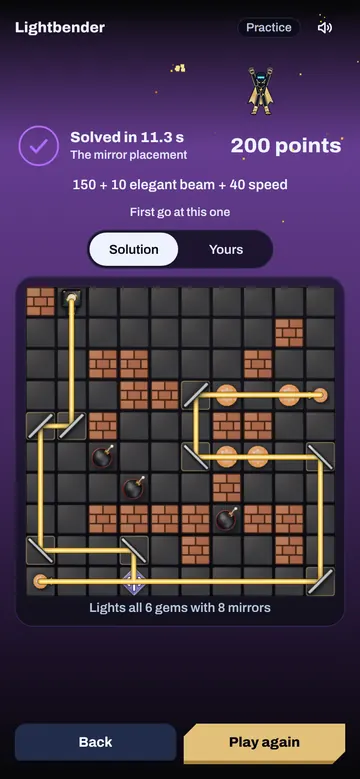 Lightbender
Practice
Solved in 11.3 s
The mirror placement
200 points
150 + 10 elegant beam + 40 speed
First go at this one
Solution
Yours
Lights all 6 gems with 8 mirrors
Back
Play again